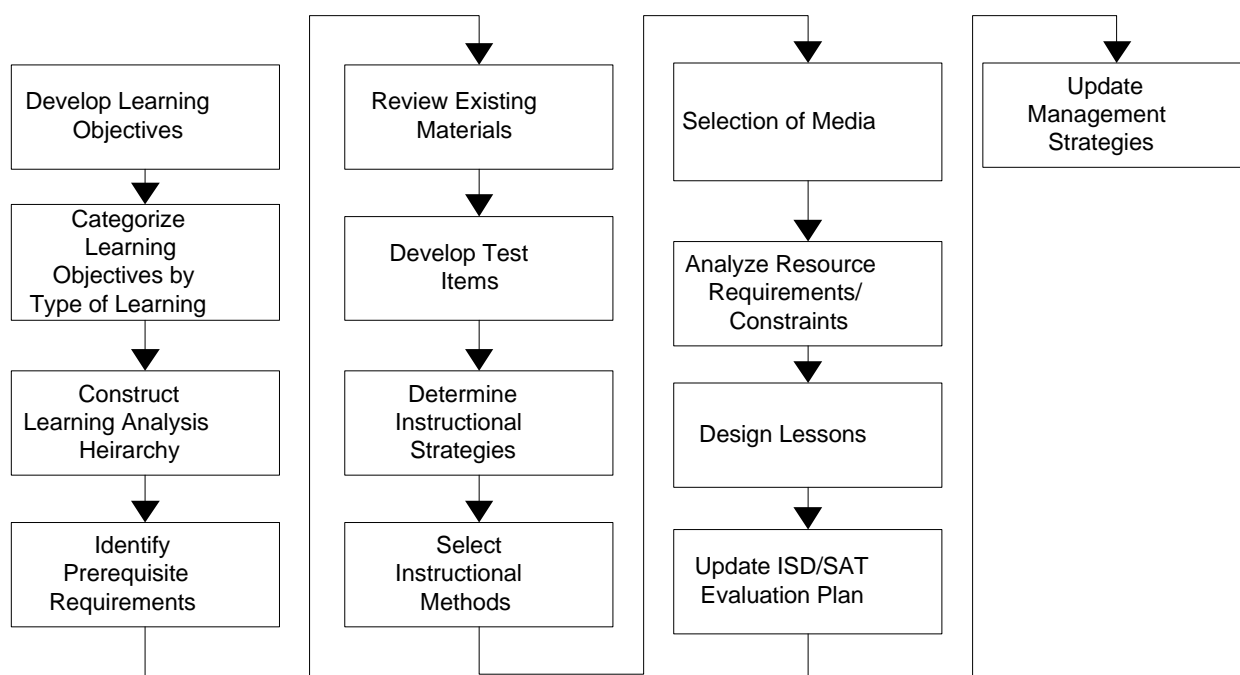 Develop Learning
Objectives
Categorize
Learning
Objectives by
Type of Learning
Construct
Learning Analysis
Heirarchy
Identify
Prerequisite
Requirements
Review Existing
Materials
Develop Test
Items
Determine
Instructional
Strategies
Select
Instructional
Methods
Selection of Media
Analyze Resource
Requirements/
Constraints
Design Lessons
Update ISD/SAT
Evaluation Plan
Update
Management
Strategies